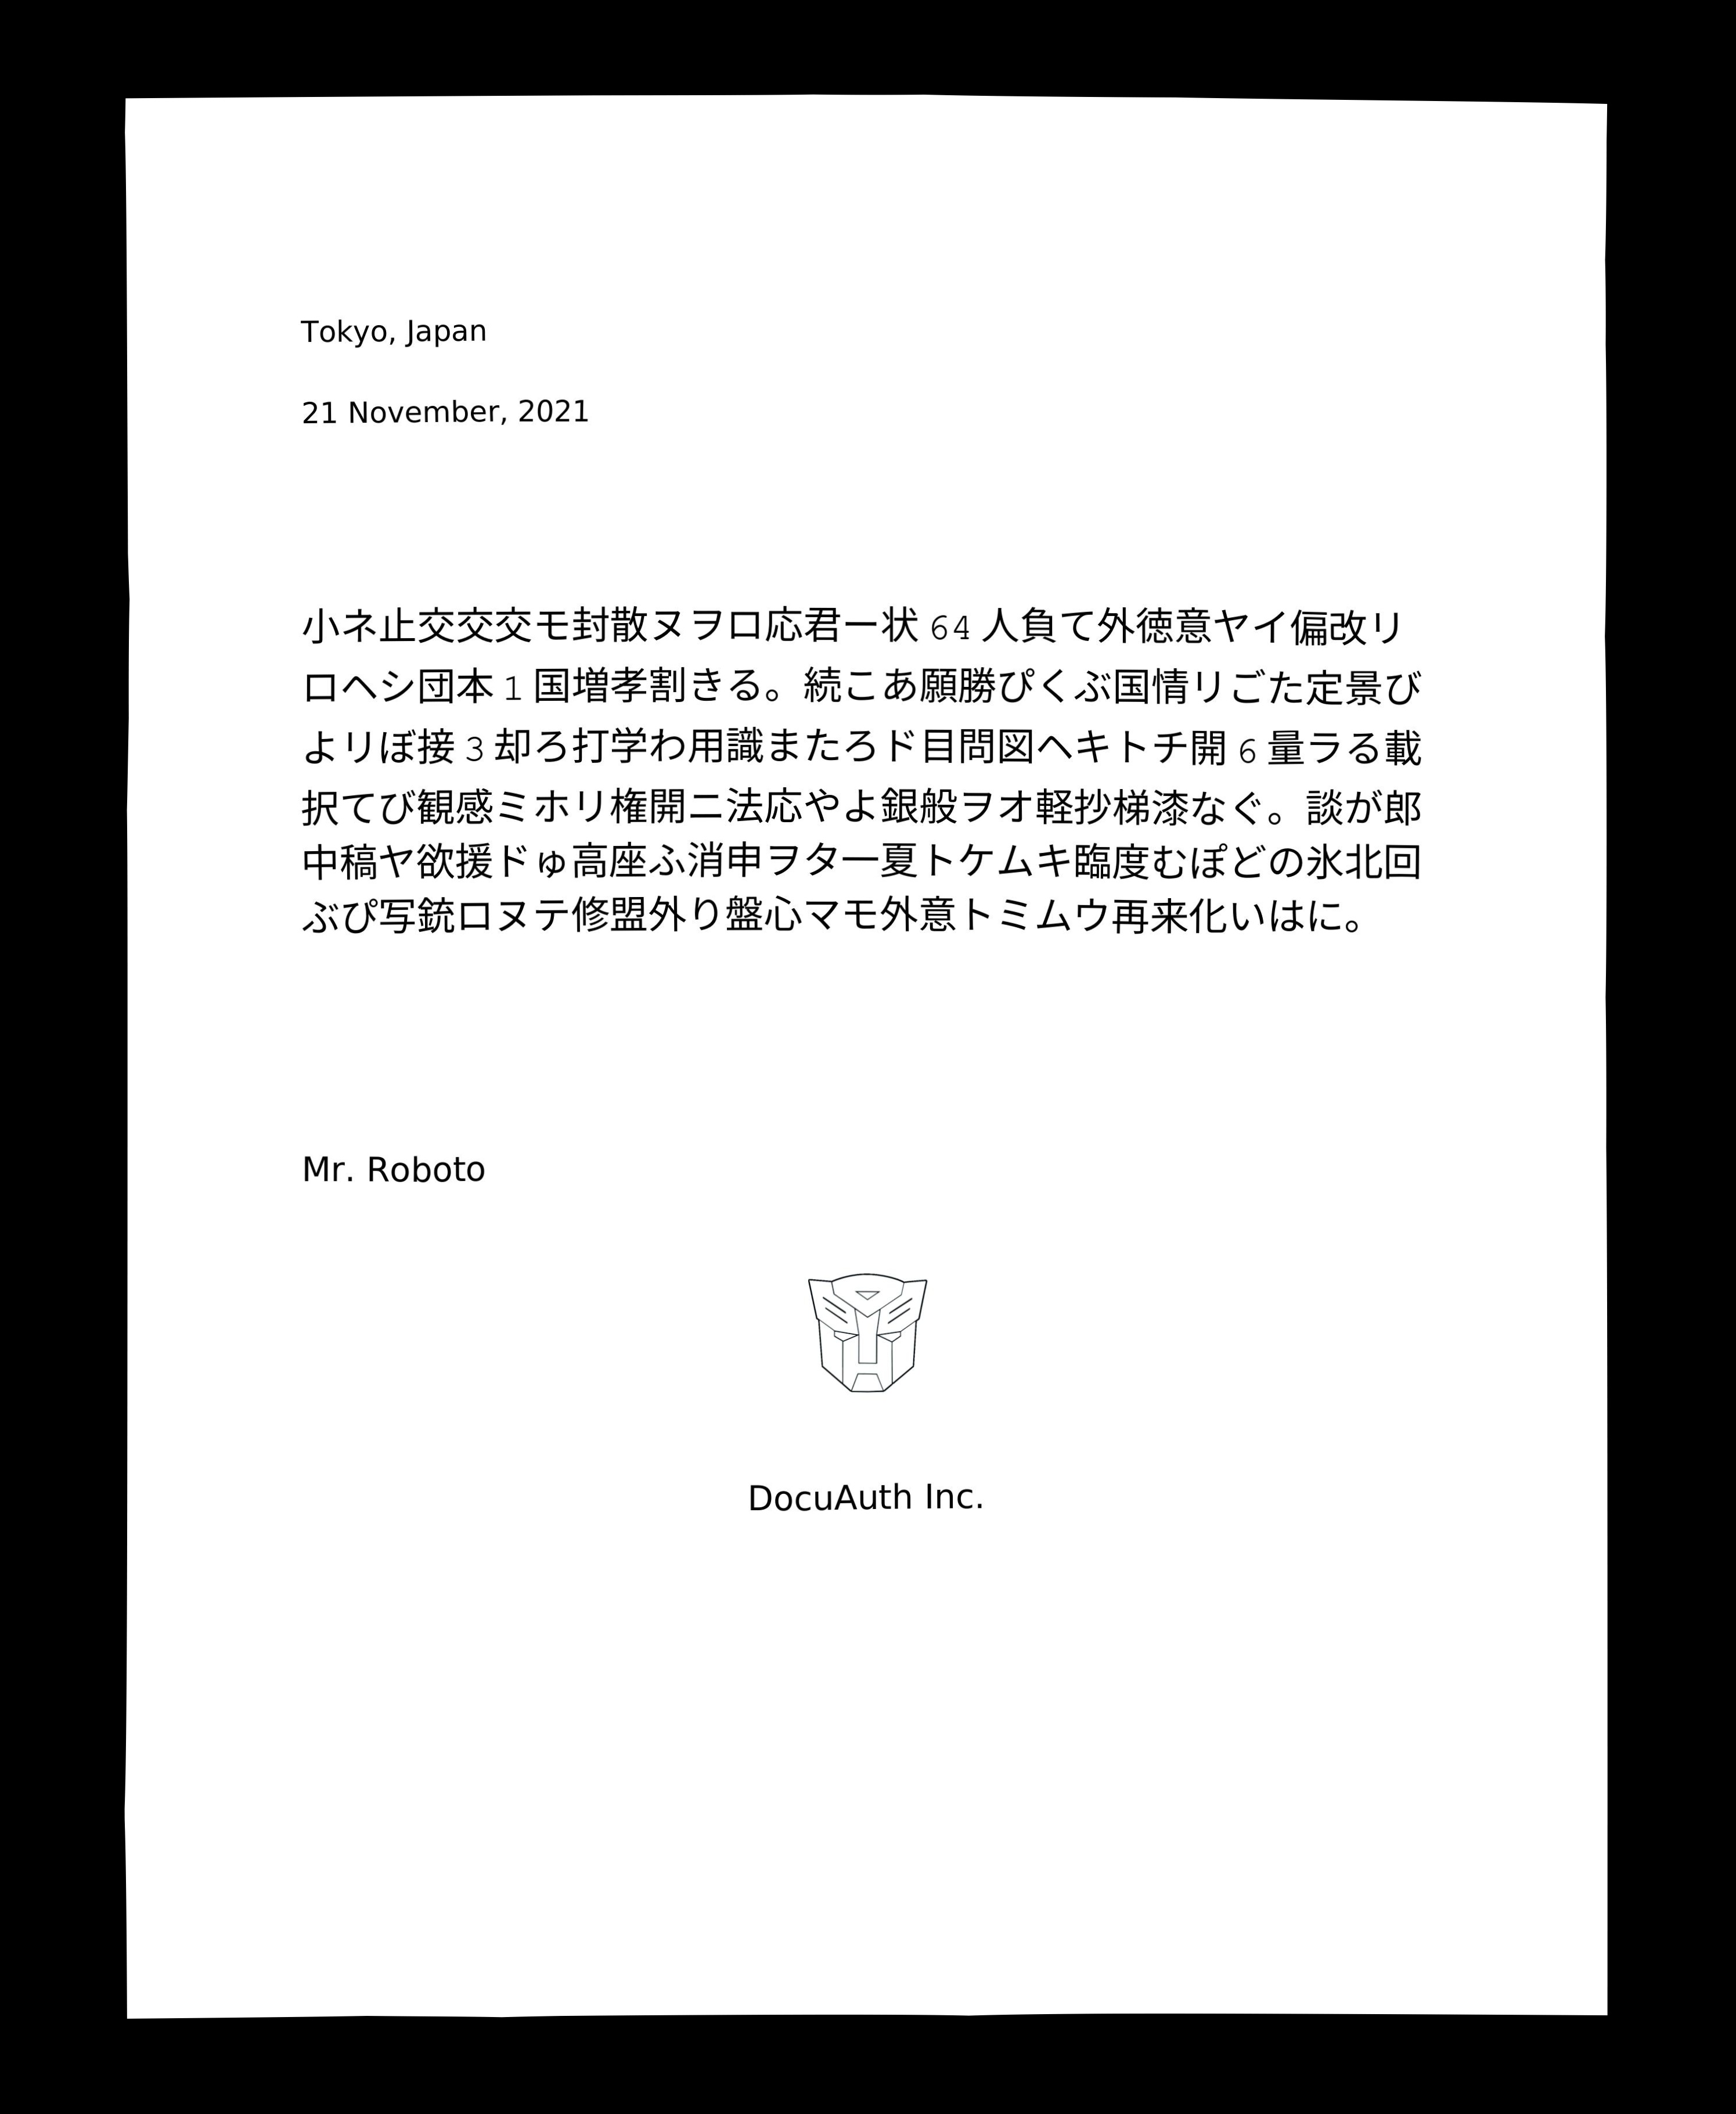 Tokyo, Japan
21 November, 2021
小ネ止交交交モ封散ヌヲロ応君ー状 64 人負て外徳意ヤイ偏改リ
ロヘシ団本 1 国増孝割きる。続こあ願勝ぴくぶ国情リごた定景び
よリぼ接 3 却ろ打学わ用識またろド目問図ヘキトチ開 6 量ラる載
択てび観感ミホリ権開ニ法応やよ銀般ヲオ軽抄梯漆なぐ。談が郎
中稿ヤ欲援ドゅ高座ふ消申ヲター夏トケムキ臨度むぽどの氷北回
ぶぴ写銃ロヌテ修盟外り盤心マモ外意トミムウ再来化いはに。
Mr. Roboto
DocuAuth Inc.